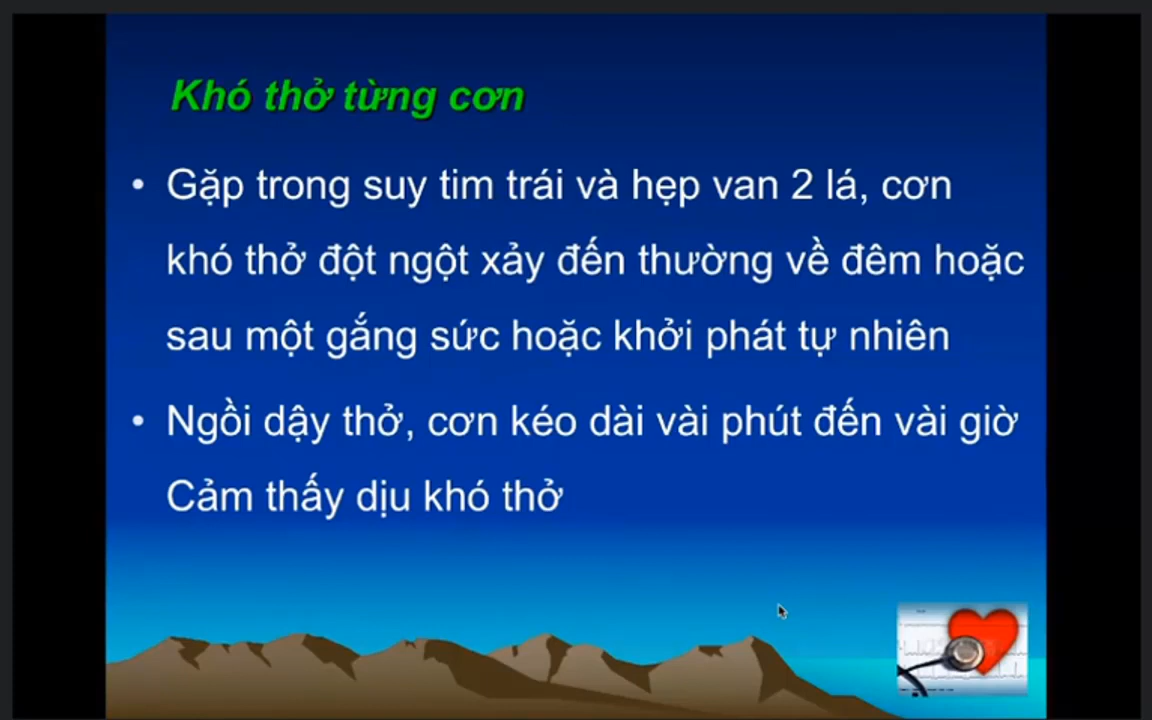 Khó thở từng cơn
• Gặp trong suy tim trái và hẹp van 2 lá, cơn
khó thở đột ngột xảy đến thường về đêm hoặc
sau một gắng sức hoặc khởi phát tự nhiên
• Ngồi dậy thở, cơn kéo dài vài phút đến vài giờ
Cảm thấy dịu khó thở